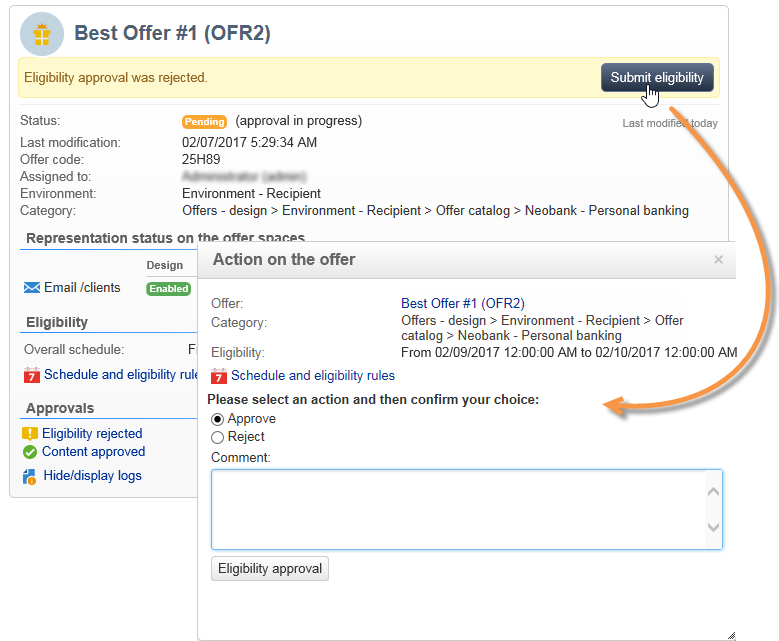 Best Offer #1 (OFR2)
Eligibility approval was rejected.
Submit eligibility
Status: Pending (approval in progress)
Last modified today
Last modification: 02/07/2017 5:29:34 AM
Offer code: 25H89
Assigned to:
Environment: Environment - Recipient
Category: Offers - design > Environment - Recipient > Offer catalog > Neobank - Personal banking
Representation status on the offer spaces
Design
Email /clients Enabled
Eligibility
Overall schedule:
7 Schedule and eligibility
Approvals
Eligibility rejected
Content approved
Hide/display logs
Action on the offer
×
Offer: Best Offer #1 (OFR2)
Category: Offers - design > Environment - Recipient > Offer
catalog > Neobank - Personal banking
Eligibility: From 02/09/2017 12:00:00 AM to 02/10/2017 12:00:00 AM
7 Schedule and eligibility rules
Please select an action and then confirm your choice:
Approve
Reject
Comment:
Eligibility approval